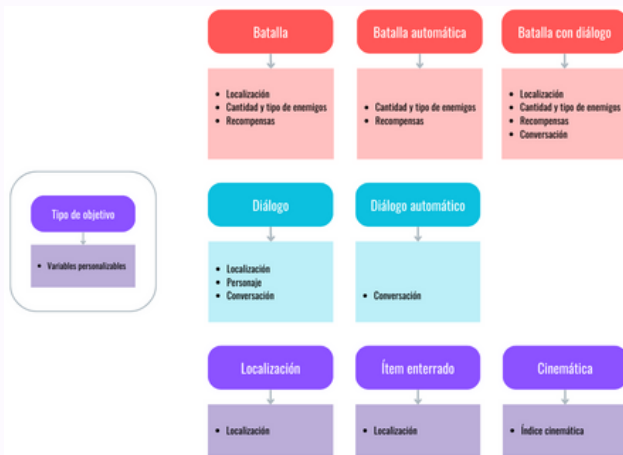 Batalla
Batalla automática
Batalla con diálogo
• Localización
• Cantidad y tipo de enemigos
• Recompensas
• Cantidad y tipo de enemigos
• Recompensas
• Localización
• Cantidad y tipo de enemigos
• Recompensas
• Conversación
Tipo de objetivo
• Variables personalizables
Diálogo
Diálogo automático
• Localización
• Personaje
• Conversación
• Conversación
Localización
Ítem enterrado
Cinemática
• Localización
• Localización
• Índice cinemática